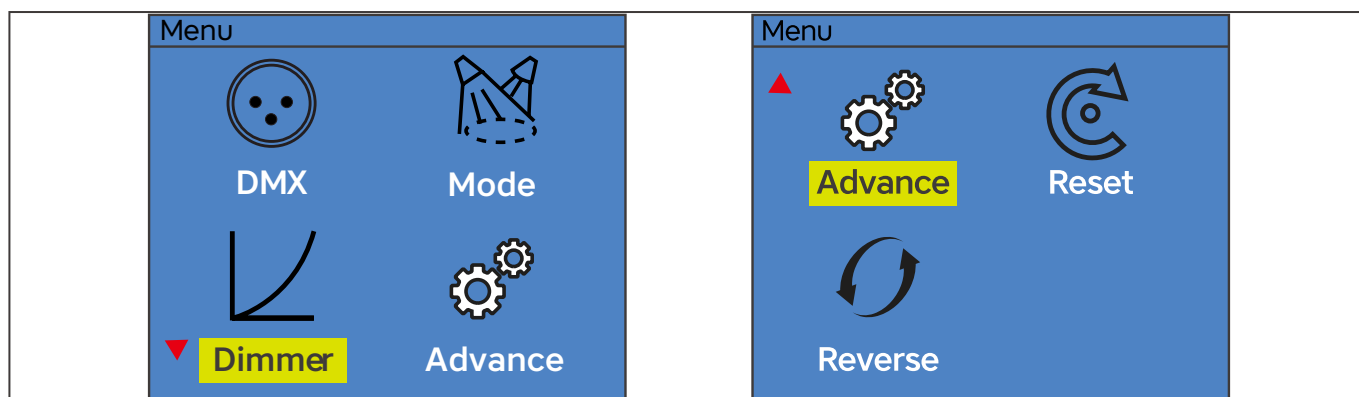 Menu
DMX
Mode
Dimmer
Advance
Menu
Advance
Reset
Reverse